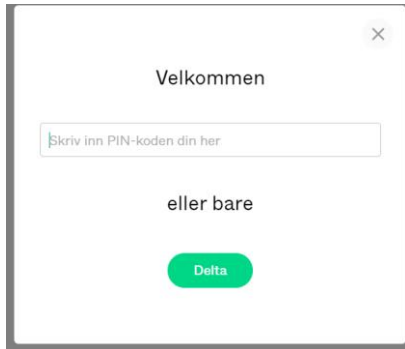 Velkommen
Skriv inn PIN-koden din her
eller bare
Delta